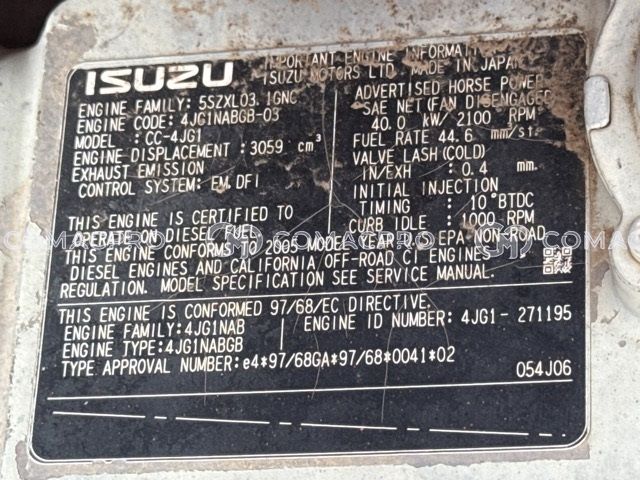 ISUZU
IMPORTANT ENGINE INFORMATI
ISUZU MOTORS LTD. MADE IN JAPAN
ENGINE FAMILY: 5SZXL03.1GNC
ENGINE CODE: 4JG1NABGB-03
MODEL : CC-4JG1
ENGINE DISPLACEMENT: 3059 cm³
EXHAUST EMISSION
CONTROL SYSTEM: EM,DFI
ADVERTISED HORSE POWER
SAE NET(FAN DISENGAGED
40.0 kW/ 2100 RPM
FUEL RATE 44.6 mm³/st.
VALVE LASH(COLD)
IN/EXH : 0.4 mm
INITIAL INJECTION
TIMING : 10°BTDC
CURB IDLE : 1000 RPM
THIS ENGINE IS CERTIFIED TO
OPERATE ON DIESEL FUEL
THIS ENGINE CONFORMS TO 2005 MODEL YEAR U.S EPA NON-ROAD
DIESEL ENGINES AND CALIFORNIA/OFF-ROAD CI ENGINES
REGULATION. MODEL SPECIFICATION SEE SERVICE MANUAL.
THIS ENGINE IS CONFORMED 97/68/EC DIRECTIVE.
ENGINE FAMILY:4JG1NAB
ENGINE ID NUMBER: 4JG1- 271195
ENGINE TYPE:4JG1NABGB
TYPE APPROVAL NUMBER:e4*97/68GA*97/68*0041*02
054J06